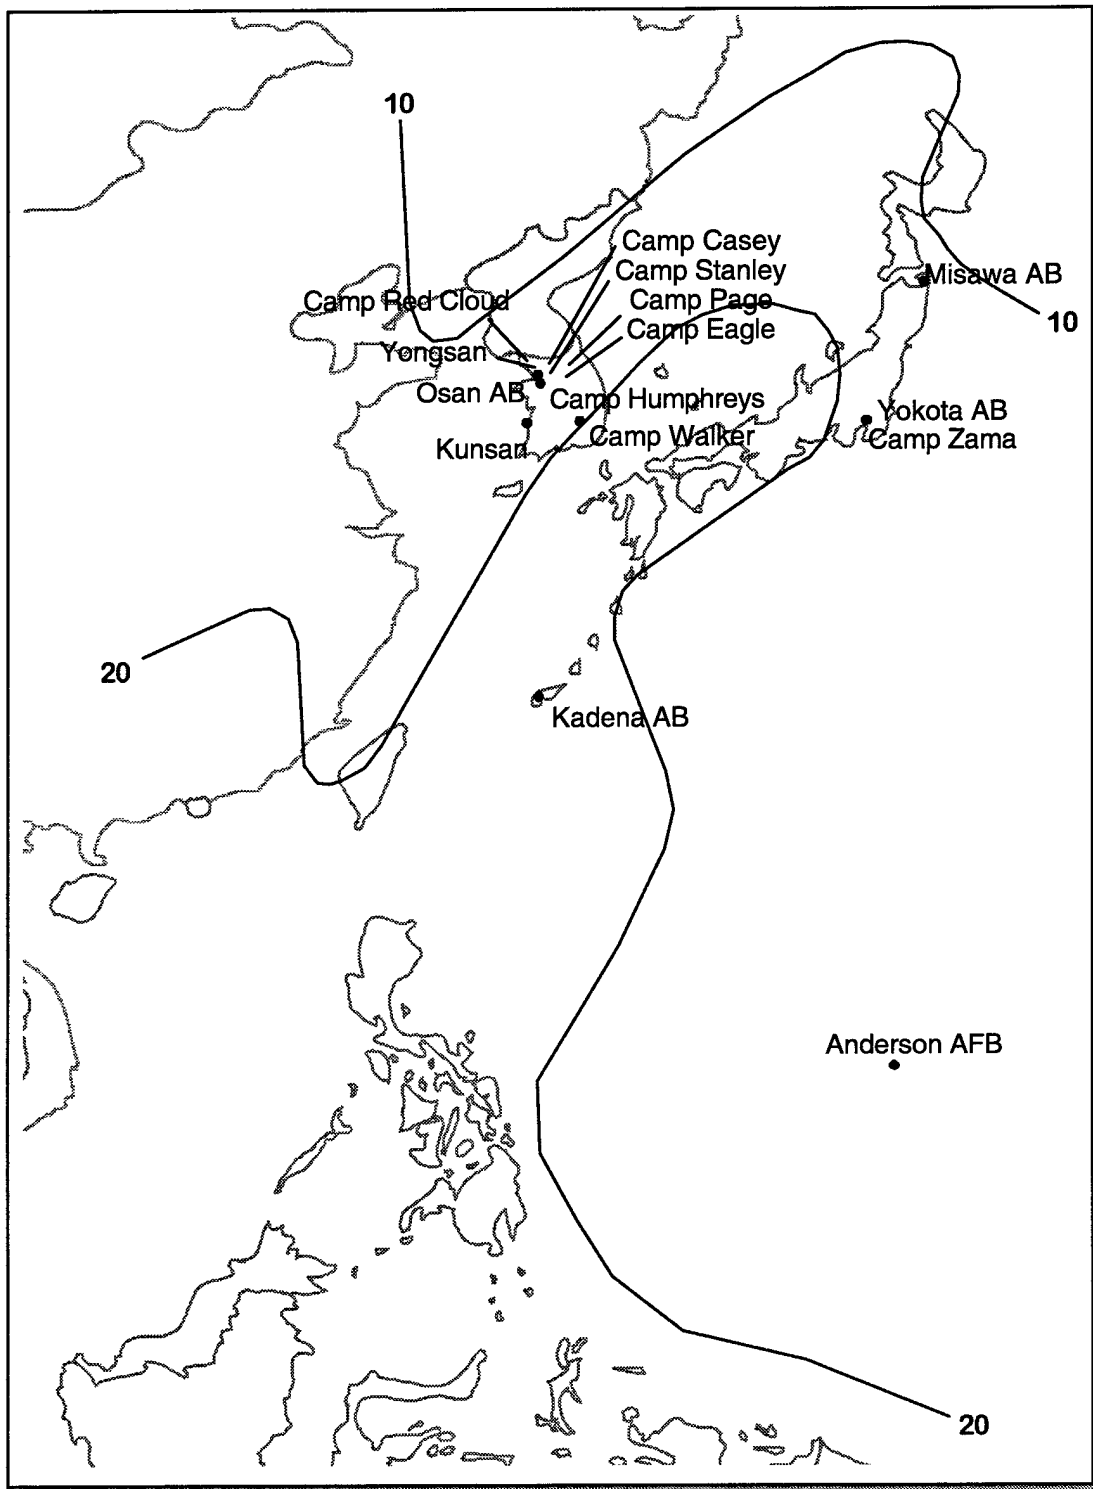 10
Camp Casey
Camp Stanley
Misawa AB
Camp Page
Camp Red Cloud
10
Camp Eagle
Yongsan
Osan AB
Camp Humphreys
Yokota AB
Camp Walker
Camp Zama
Kunsan
20
Kadena AB
Anderson AFB
20